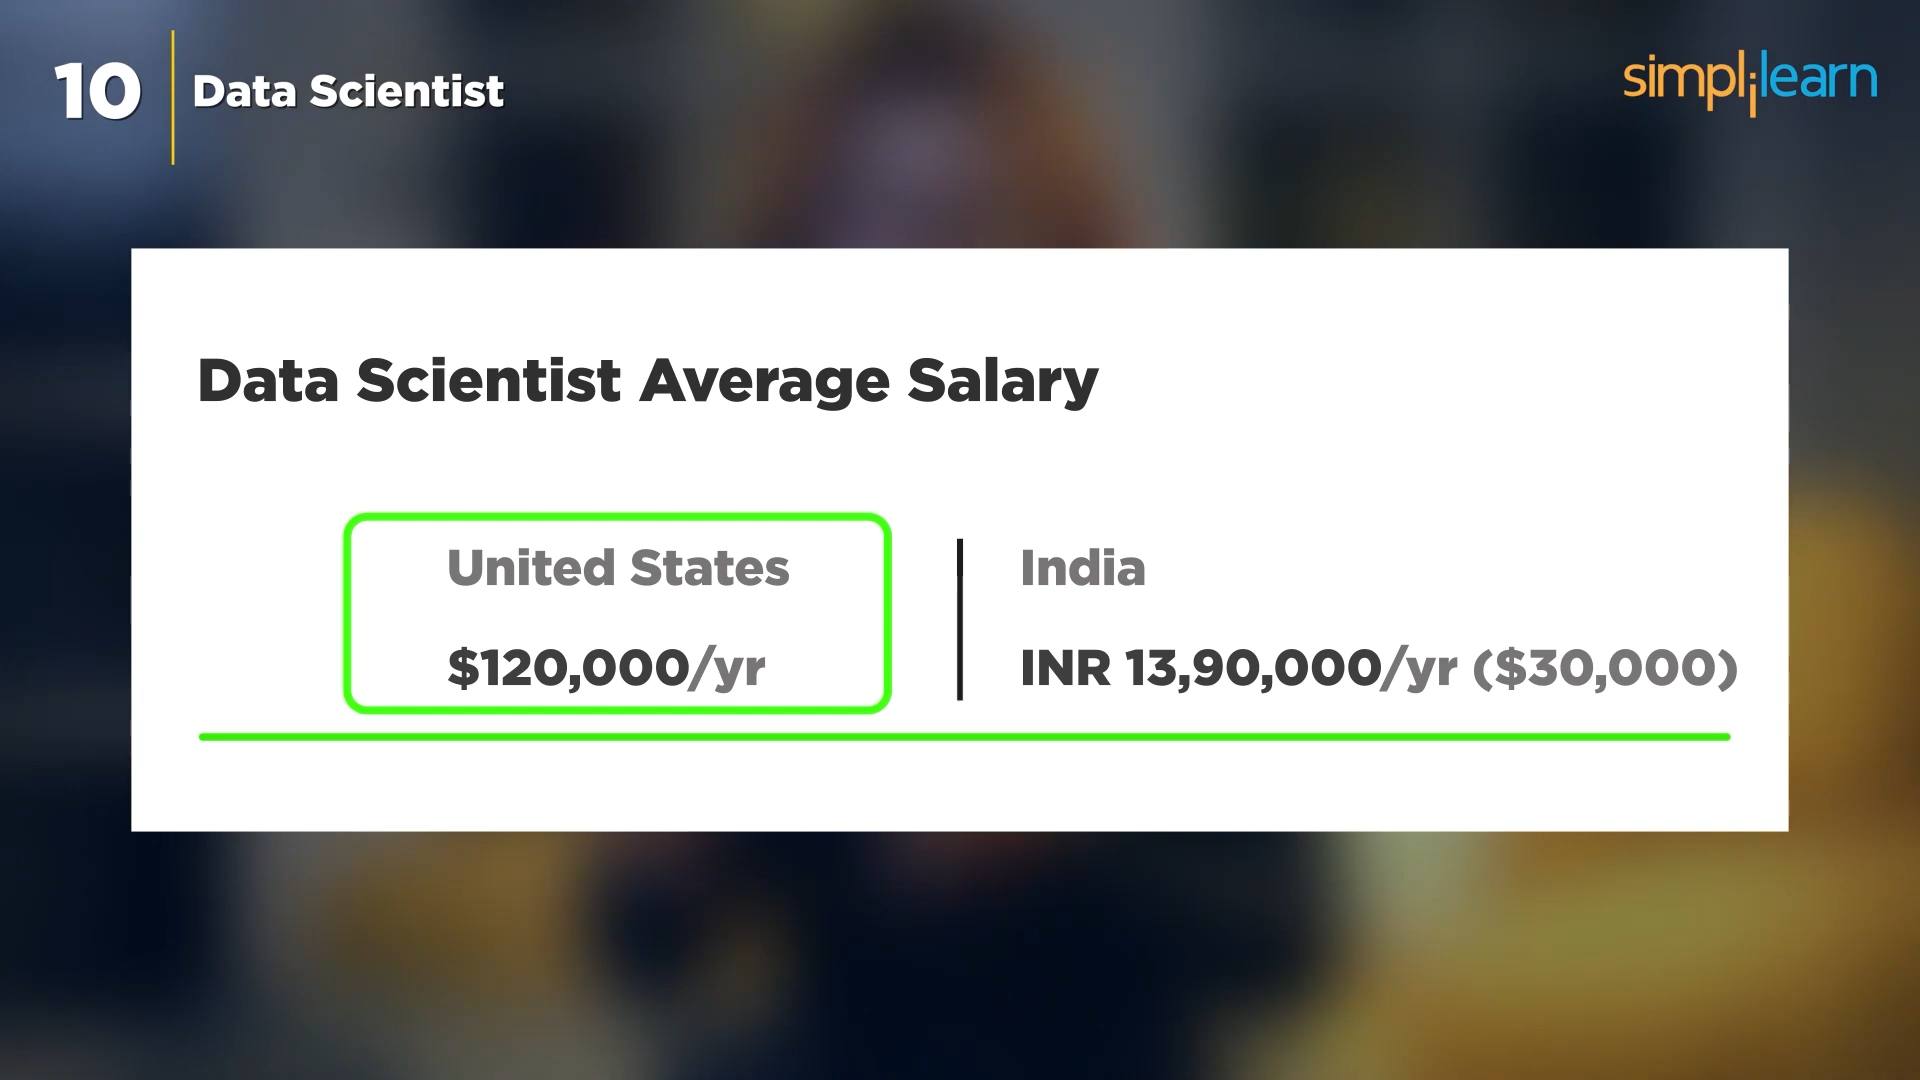 10
Data Scientist
simplilearn
Data Scientist Average Salary
United States
$120,000/yr
India
INR 13,90,000/yr ($30,000)